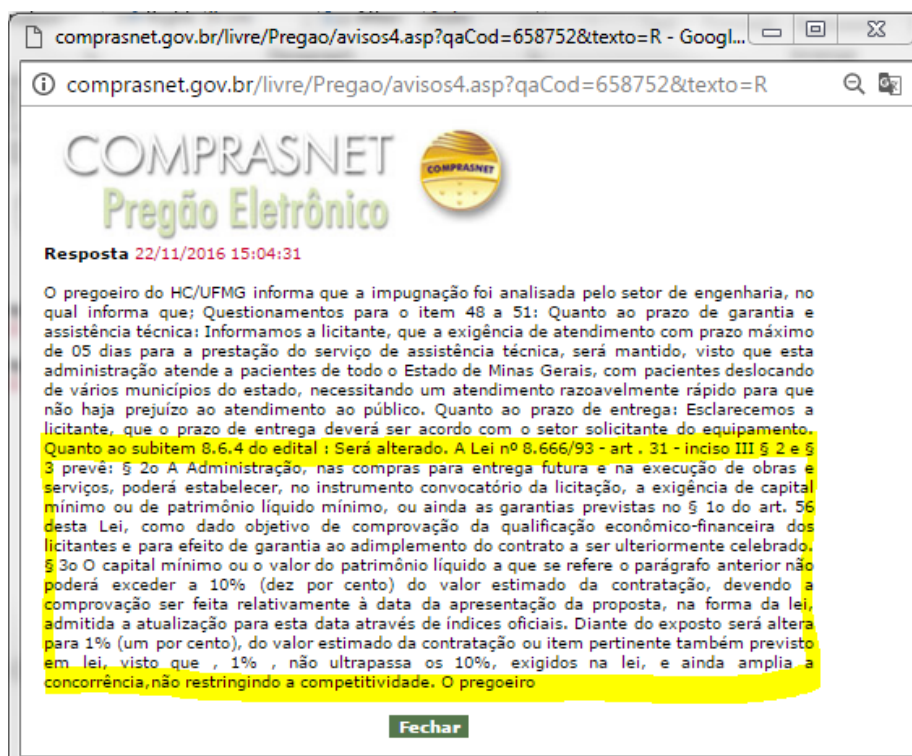 comprasnet.gov.br/livre/Pregao/avisos4.asp?qaCod=658752&texto=R - Googl...
comprasnet.gov.br/livre/Pregao/avisos4.asp?qaCod=658752&texto=R
COMPRASNET
COMPRASNET
Pregão Eletrônico
Resposta 22/11/2016 15:04:31
O pregoeiro do HC/UFMG informa que a impugnação foi analisada pelo setor de engenharia, no
qual informa que; Questionamentos para o item 48 a 51: Quanto ao prazo de garantia e
assistência técnica: Informamos a licitante, que a exigência de atendimento com prazo máximo
de 05 dias para a prestação do serviço de assistência técnica, será mantido, visto que esta
administração atende a pacientes de todo o Estado de Minas Gerais, com pacientes deslocando
de vários municípios do estado, necessitando um atendimento razoavelmente rápido para que
não haja prejuízo ao atendimento ao público. Quanto ao prazo de entrega: Esclarecemos a
licitante, que o prazo de entrega deverá ser acordo com o setor solicitante do equipamento.
Quanto ao subitem 8.6.4 do edital : Será alterado. A Lei nº 8.666/93 - art . 31 - inciso III § 2 e §
3 prevê: § 2o A Administração, nas compras para entrega futura e na execução de obras e
serviços, poderá estabelecer, no instrumento convocatório da licitação, a exigência de capital
mínimo ou de patrimônio líquido mínimo, ou ainda as garantias previstas no § 1o do art. 56
desta Lei, como dado objetivo de comprovação da qualificação econômico-financeira dos
licitantes e para efeito de garantia ao adimplemento do contrato a ser ulteriormente celebrado.
§ 3o O capital mínimo ou o valor do patrimônio líquido a que se refere o parágrafo anterior não
poderá exceder a 10% (dez por cento) do valor estimado da contratação, devendo a
comprovação ser feita relativamente à data da apresentação da proposta, na forma da lei,
admitida a atualização para esta data através de índices oficiais. Diante do exposto será altera
para 1% (um por cento), do valor estimado da contratação ou item pertinente também previsto
em lei, visto que , 1% , não ultrapassa os 10%, exigidos na lei, e ainda amplia a
concorrência,não restringindo a competitividade. O pregoeiro
Fechar